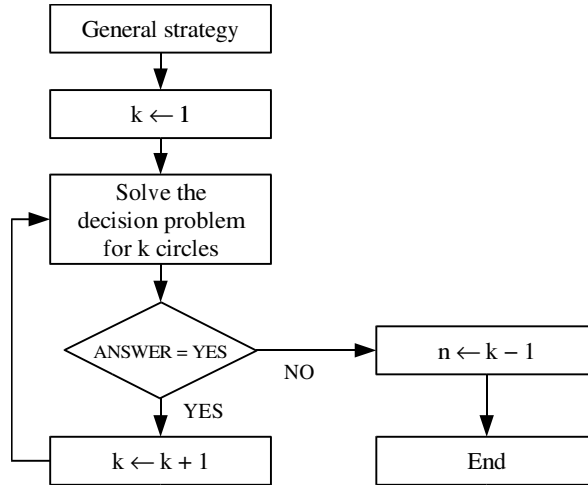 General strategy
k ← 1
Solve the
decision problem
for k circles
ANSWER = YES
NO
n ← k − 1
YES
k ← k + 1
End